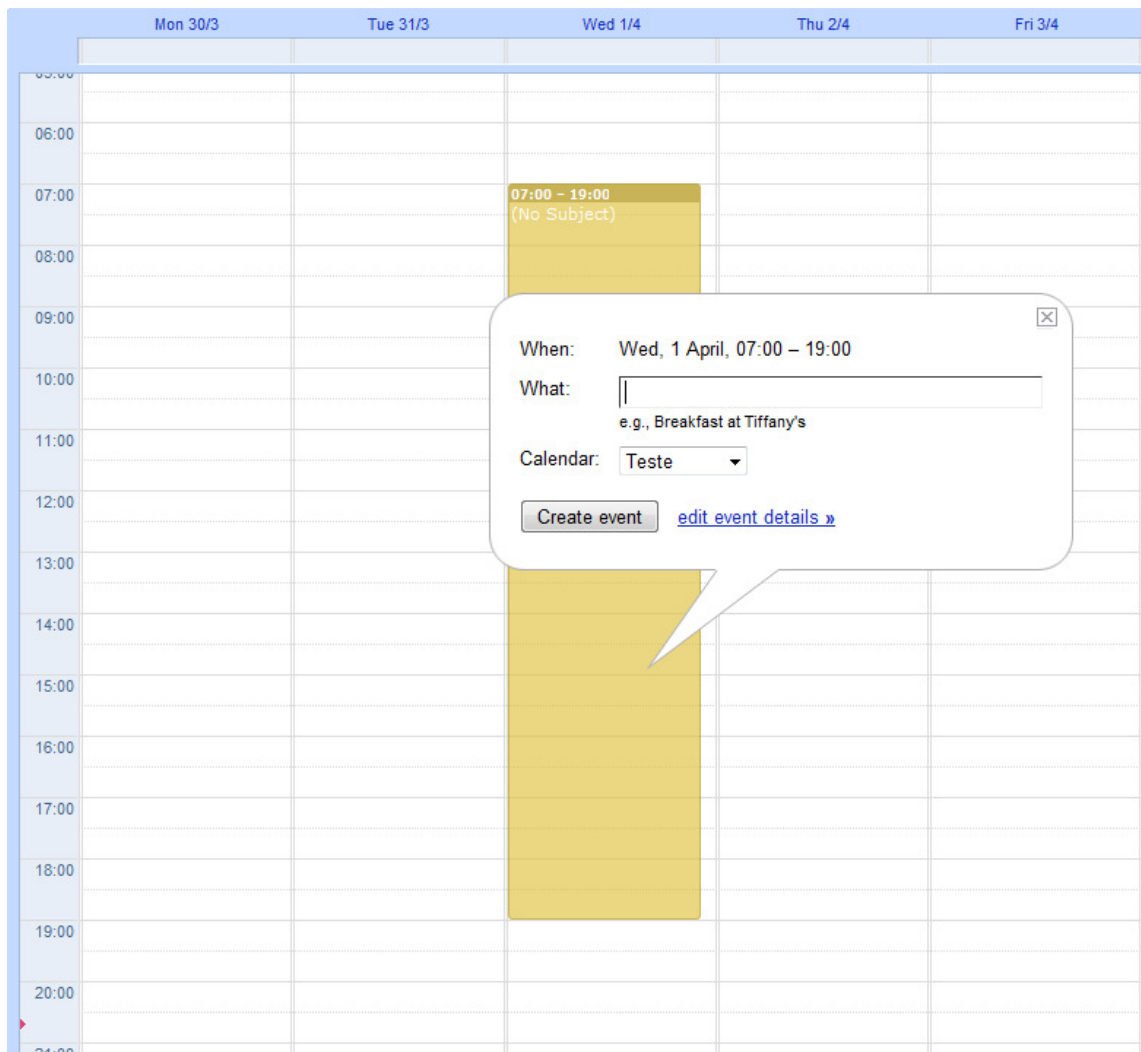 Mon 30/3 Tue 31/3 Wed 1/4 Thu 2/4 Fri 3/4
06:00
07:00
07:00 – 19:00
(No Subject)
08:00
09:00
When: Wed, 1 April, 07:00 – 19:00
10:00
What:
e.g., Breakfast at Tiffany's
11:00
Calendar: Teste
12:00
Create event edit event details »
13:00
14:00
15:00
16:00
17:00
18:00
19:00
20:00